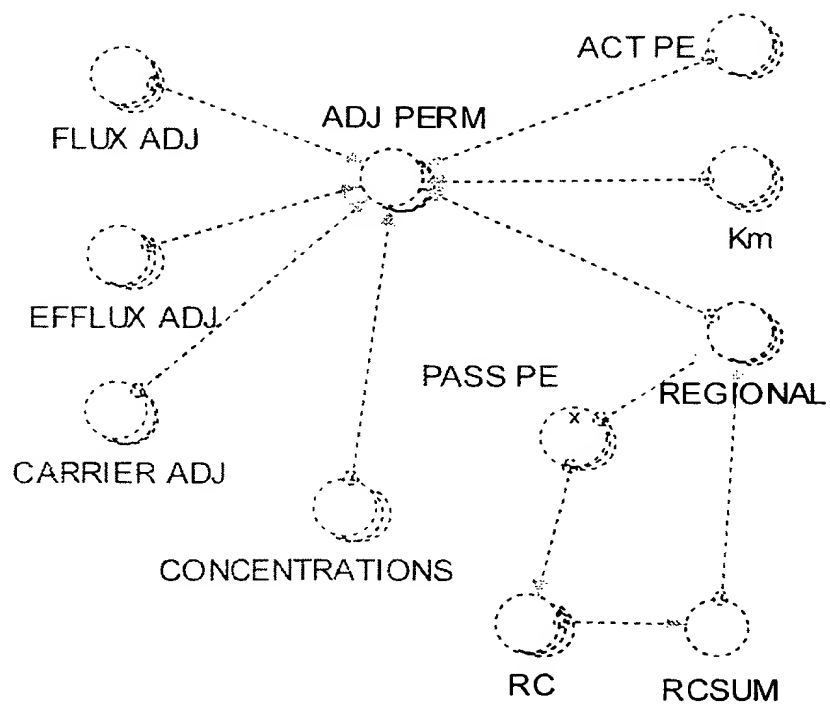 ACT PE
ADJ PERM
FLUX ADJ
Km
EFFLUX ADJ
PASS PE
REGIONAL
x
CARRIER ADJ
CONCENTRATIONS
RC
RCSUM